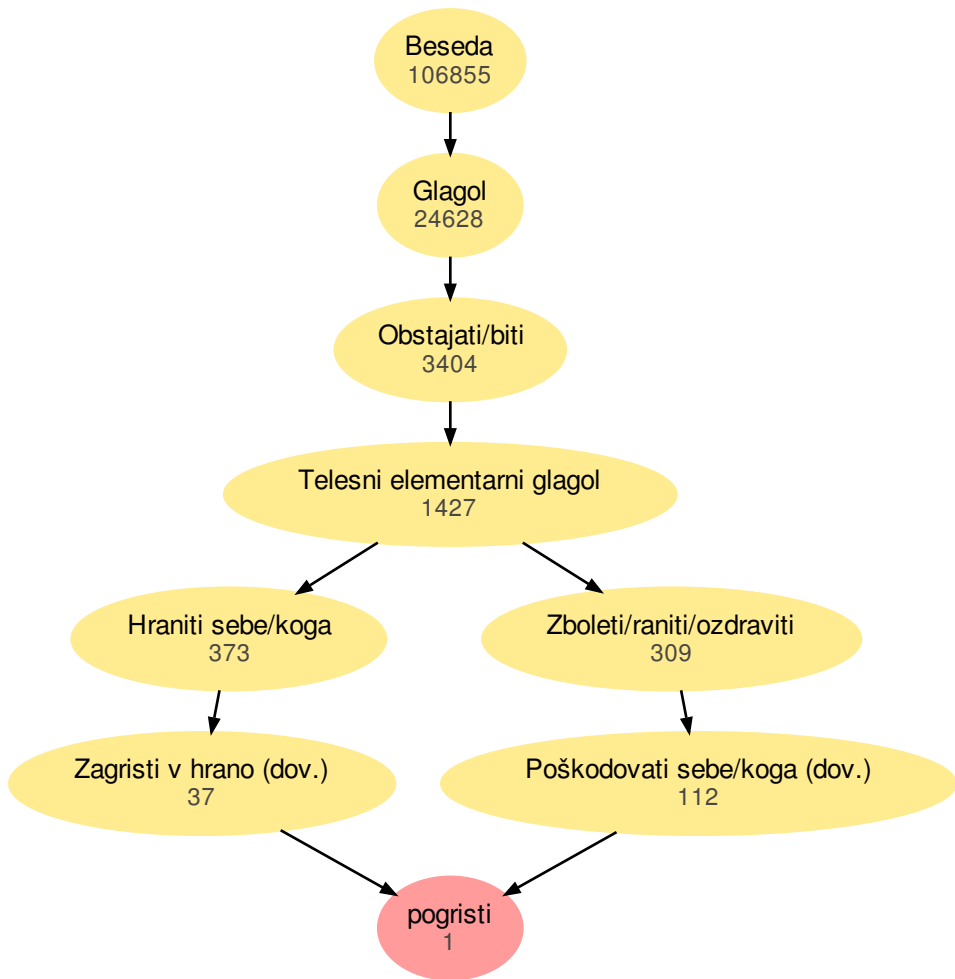 Beseda
106855
Glagol
24628
Obstajati/biti
3404
Telesni elementarni glagol
1427
Hraniti sebe/koga
373
Zboleti/raniti/ozdraviti
309
Zagristi v hrano (dov.)
37
Poškodovati sebe/koga (dov.)
112
pogristi
1